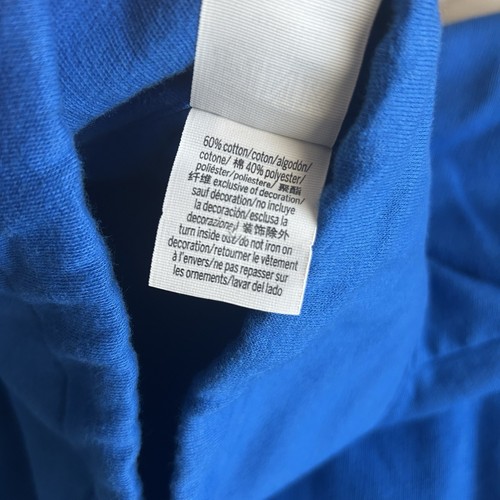 60% cotton/coton/algodón/
cotone/ 棉 40% polyester/
poliéster/poliestere/ 聚酯
纤维 exclusive of decoration/
sauf décoration/no incluye
la decoración/esclusa la
decorazione/ 装饰除外
turn inside out/do not iron on
decoration/retourner le vêtement
à l'envers/ne pas repasser sur
les ornements/lavar del lado